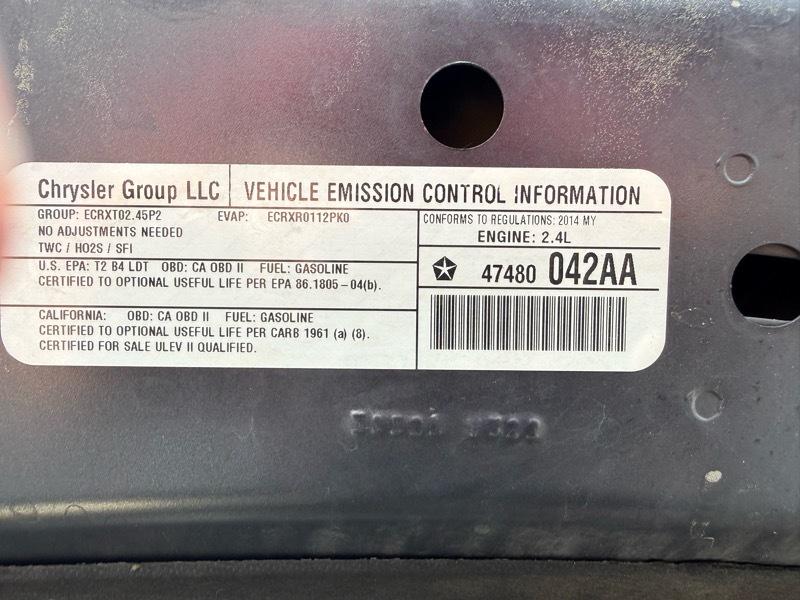 Chrysler Group LLC VEHICLE EMISSION CONTROL INFORMATION
GROUP: ECRXT02.45P2 EVAP: ECRXR0112PK0
NO ADJUSTMENTS NEEDED
TWC / HO2S / SFI
CONFORMS TO REGULATIONS: 2014 MY
ENGINE: 2.4L
47480 042AA
U.S. EPA: T2 B4 LDT OBD: CA OBD II FUEL: GASOLINE
CERTIFIED TO OPTIONAL USEFUL LIFE PER EPA 86.1805-04(b).
CALIFORNIA: OBD: CA OBD II FUEL: GASOLINE
CERTIFIED TO OPTIONAL USEFUL LIFE PER CARB 1961 (a) (8).
CERTIFIED FOR SALE ULEV II QUALIFIED.